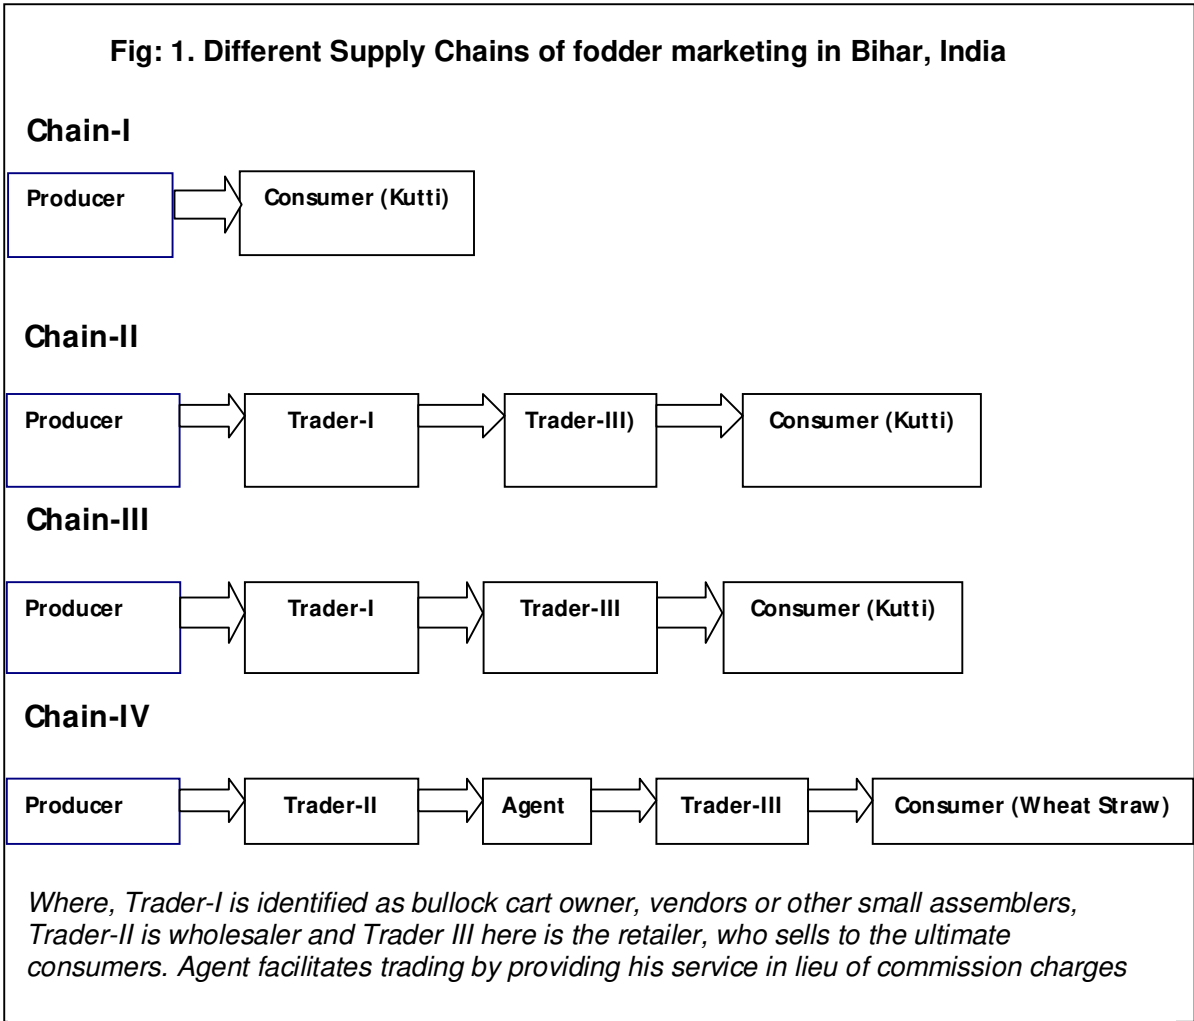 Fig: 1. Different Supply Chains of fodder marketing in Bihar, India
Chain-I
Producer
Consumer (Kutti)
Chain-II
Producer
Trader-I
Trader-III)
Consumer (Kutti)
Chain-III
Producer
Trader-I
Trader-III
Consumer (Kutti)
Chain-IV
Producer
Trader-II
Agent
Trader-III
Consumer (Wheat Straw)
Where, Trader-I is identified as bullock cart owner, vendors or other small assemblers,
Trader-II is wholesaler and Trader III here is the retailer, who sells to the ultimate
consumers. Agent facilitates trading by providing his service in lieu of commission charges